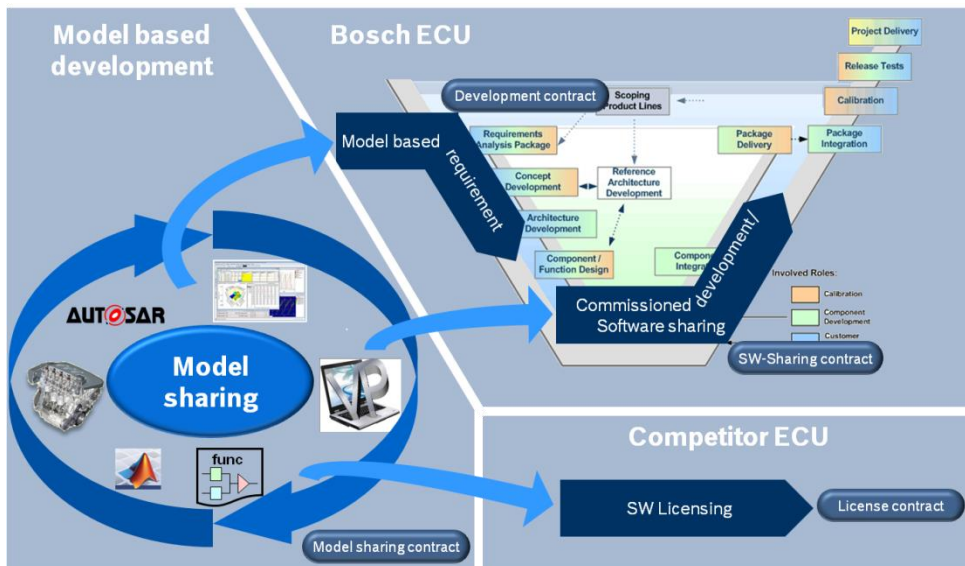 Model based
development
Bosch ECU
Project Delivery
Release Tests
Calibration
Development contract
Scoping
Product Lines
Model based
requirement
Requirements
Analysis Package
Package
Delivery
Package
Integration
Concept
Development
Reference
Architecture
Development
Architecture
Development
Component /
Function Design
Integrat
Commissioned
development/
Software sharing
Involved Roles:
Calibration
Component
Development
Customer
SW-Sharing contract
AUTOSAR
Model
sharing
VP
func
Model sharing contract
Competitor ECU
SW Licensing
License contract